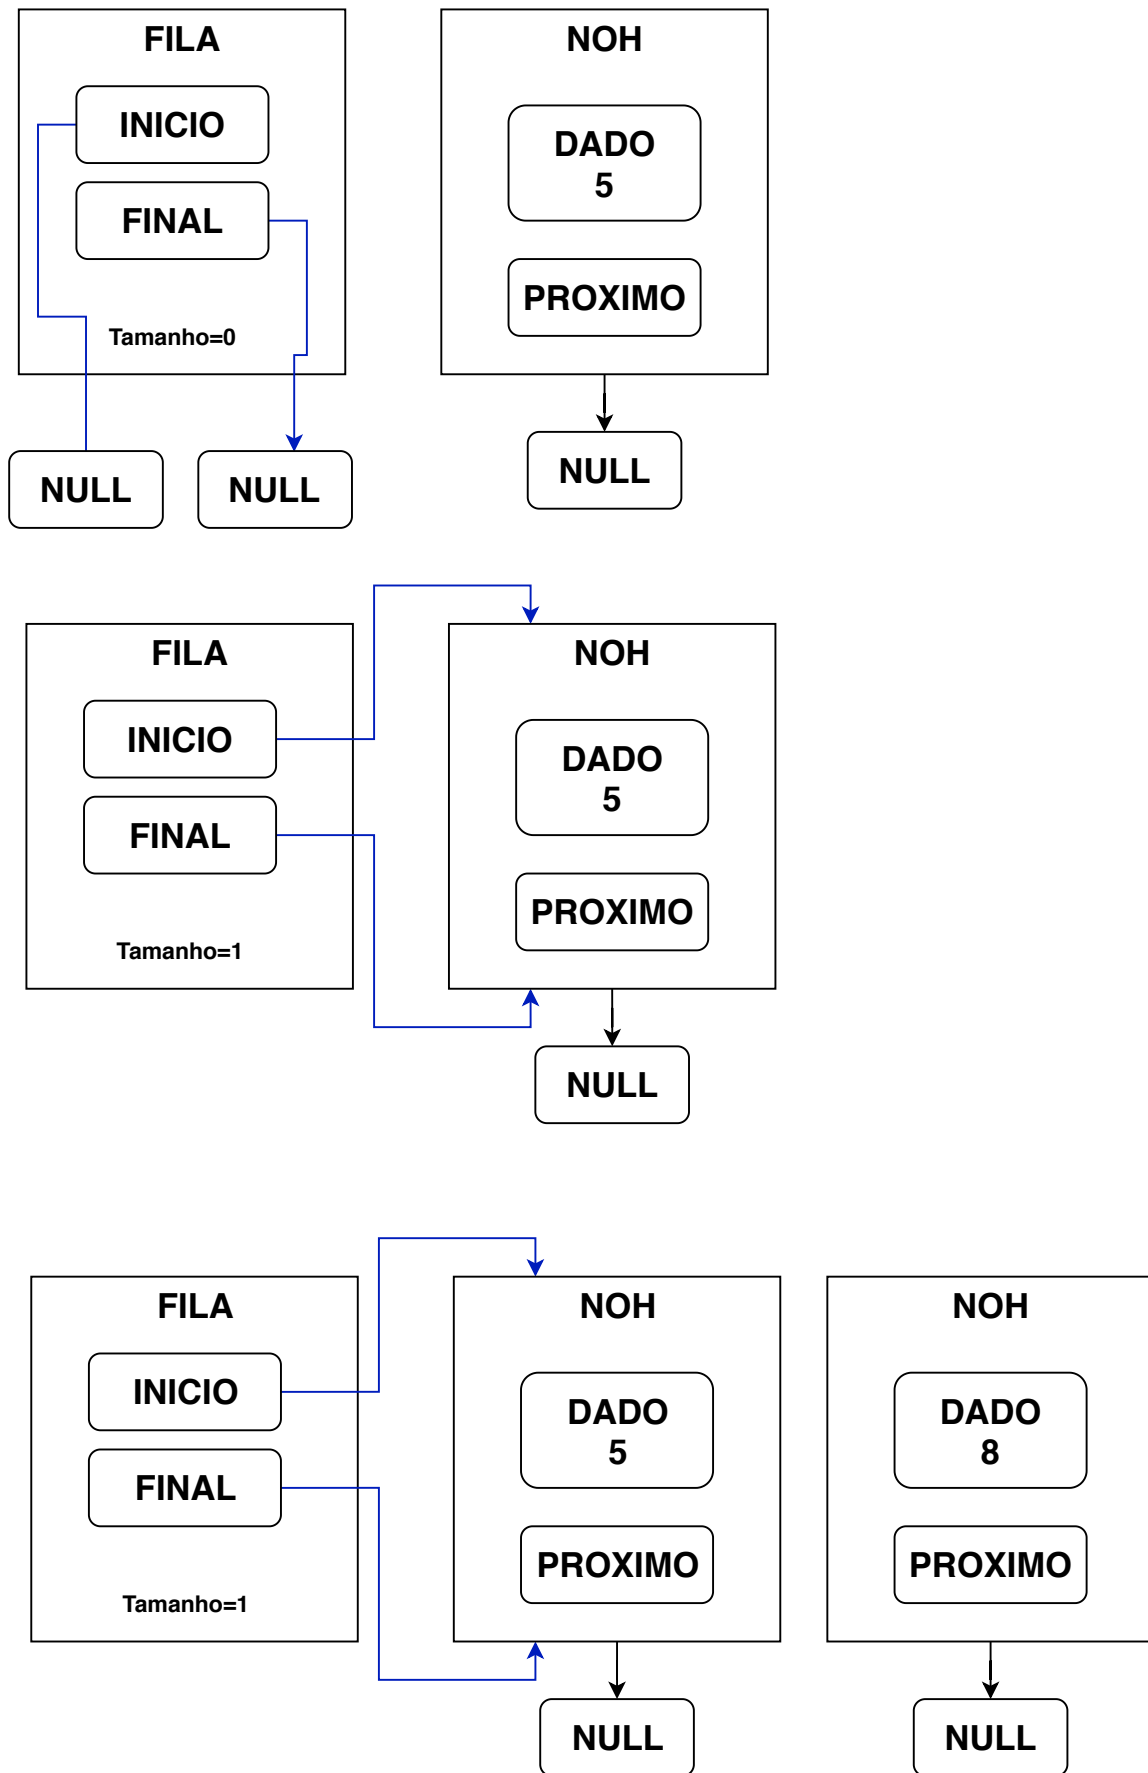 FILA
INICIO
FINAL
Tamanho=0
NULL
NULL
NOH
DADO
5
PROXIMO
NULL
FILA
INICIO
FINAL
Tamanho=1
NOH
DADO
5
PROXIMO
NULL
FILA
INICIO
FINAL
Tamanho=1
NOH
DADO
5
PROXIMO
NULL
NOH
DADO
8
PROXIMO
NULL